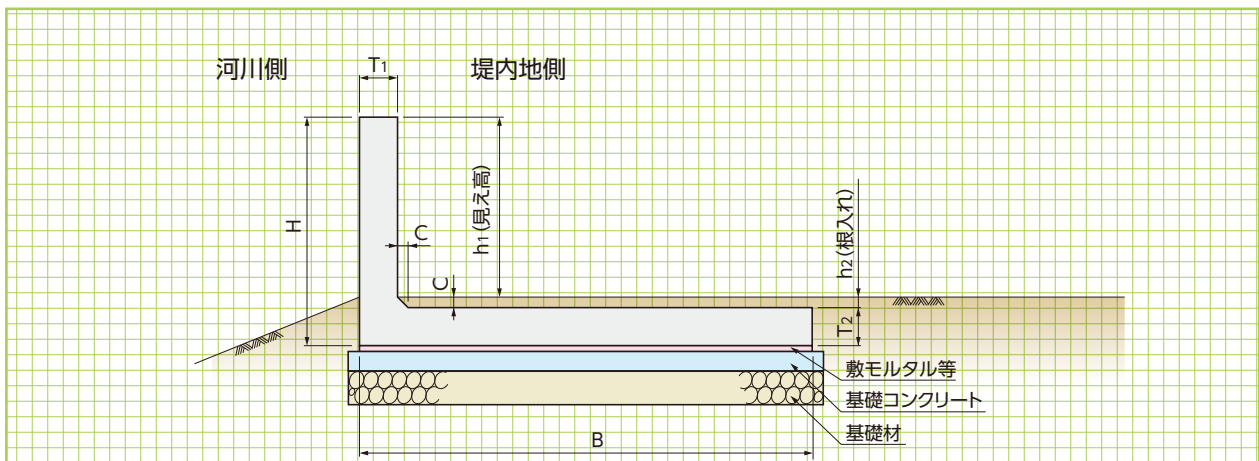 河川側
T1
堤内地側
H
h1(見え高)
C
C
h2(根入れ)
T2
敷モルタル等
基礎コンクリート
基礎材
B